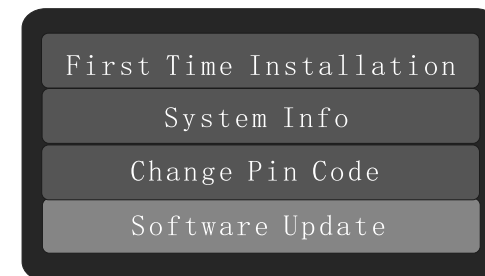 First Time Installation
System Info
Change Pin Code
Software Update